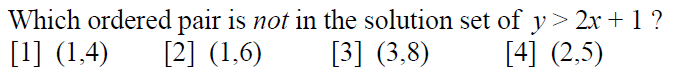 Which ordered pair is not in the solution set of y > 2x + 1 ?
[1] (1,4) [2] (1,6) [3] (3,8) [4] (2,5)